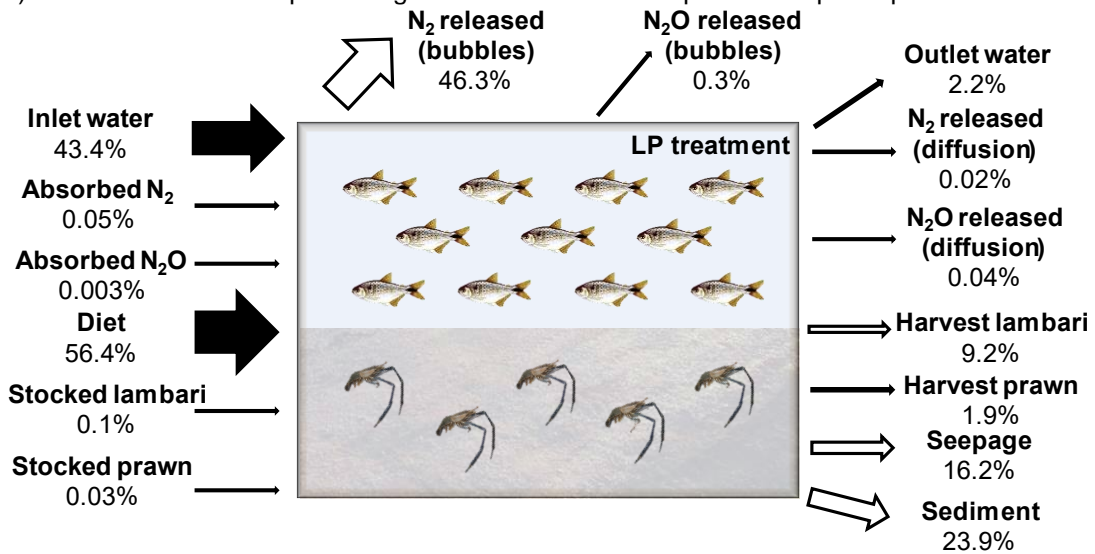 N₂ released
(bubbles)
46.3%
N₂O released
(bubbles)
0.3%
Outlet water
2.2%
Inlet water
43.4%
LP treatment
N₂ released
(diffusion)
0.02%
Absorbed N₂
0.05%
N₂O released
(diffusion)
0.04%
Absorbed N₂O
0.003%
Diet
56.4%
Harvest lambari
9.2%
Stocked lambari
0.1%
Harvest prawn
1.9%
Seepage
16.2%
Stocked prawn
0.03%
Sediment
23.9%